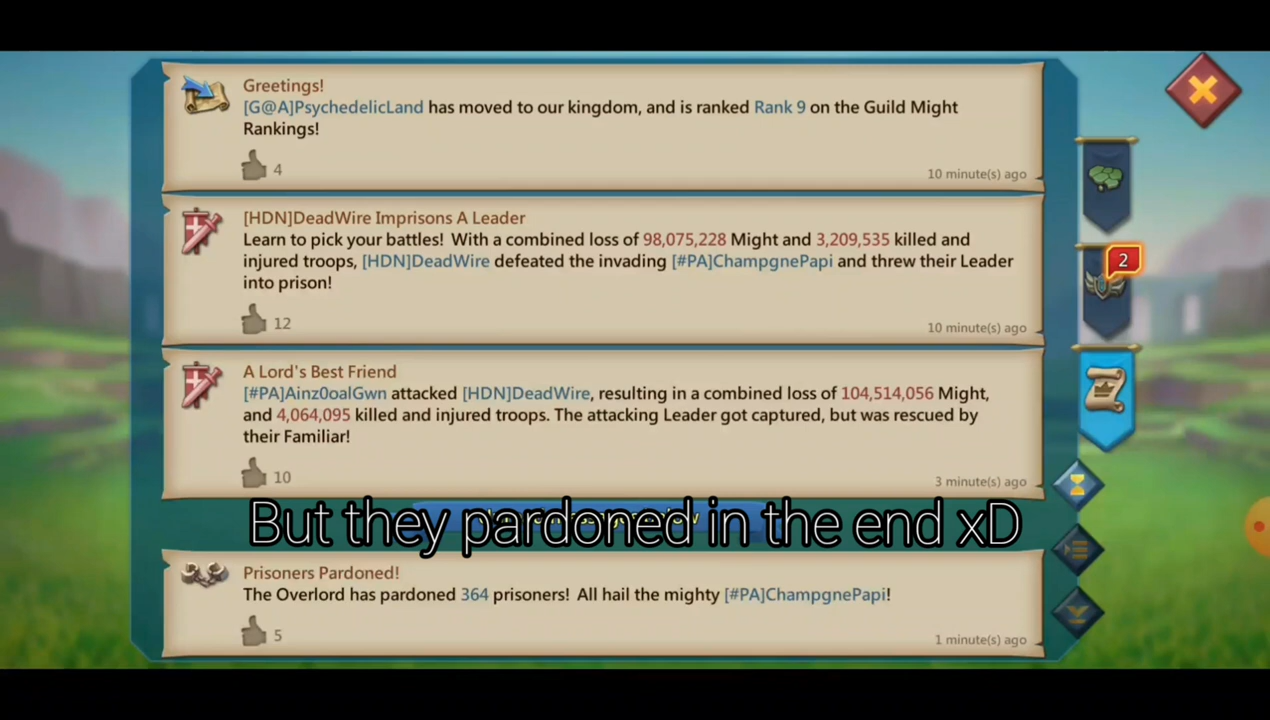 Greetings!
[G@A]PsychedelicLand has moved to our kingdom, and is ranked Rank 9 on the Guild Might
Rankings!
4
10 minute(s) ago
[HDN]DeadWire Imprisons A Leader
Learn to pick your battles! With a combined loss of 98,075,228 Might and 3,209,535 killed and
injured troops, [HDN]DeadWire defeated the invading [#PA]ChampgnePapi and threw their Leader
into prison!
12
10 minute(s) ago
2
A Lord's Best Friend
[#PA]Ainz0oalGwn attacked [HDN]DeadWire, resulting in a combined loss of 104,514,056 Might,
and 4,064,095 killed and injured troops. The attacking Leader got captured, but was rescued by
their Familiar!
10
3 minute(s) ago
But they pardoned in the end xD
Prisoners Pardoned!
The Overlord has pardoned 364 prisoners! All hail the mighty [#PA]ChampgnePapi!
5
1 minute(s) ago